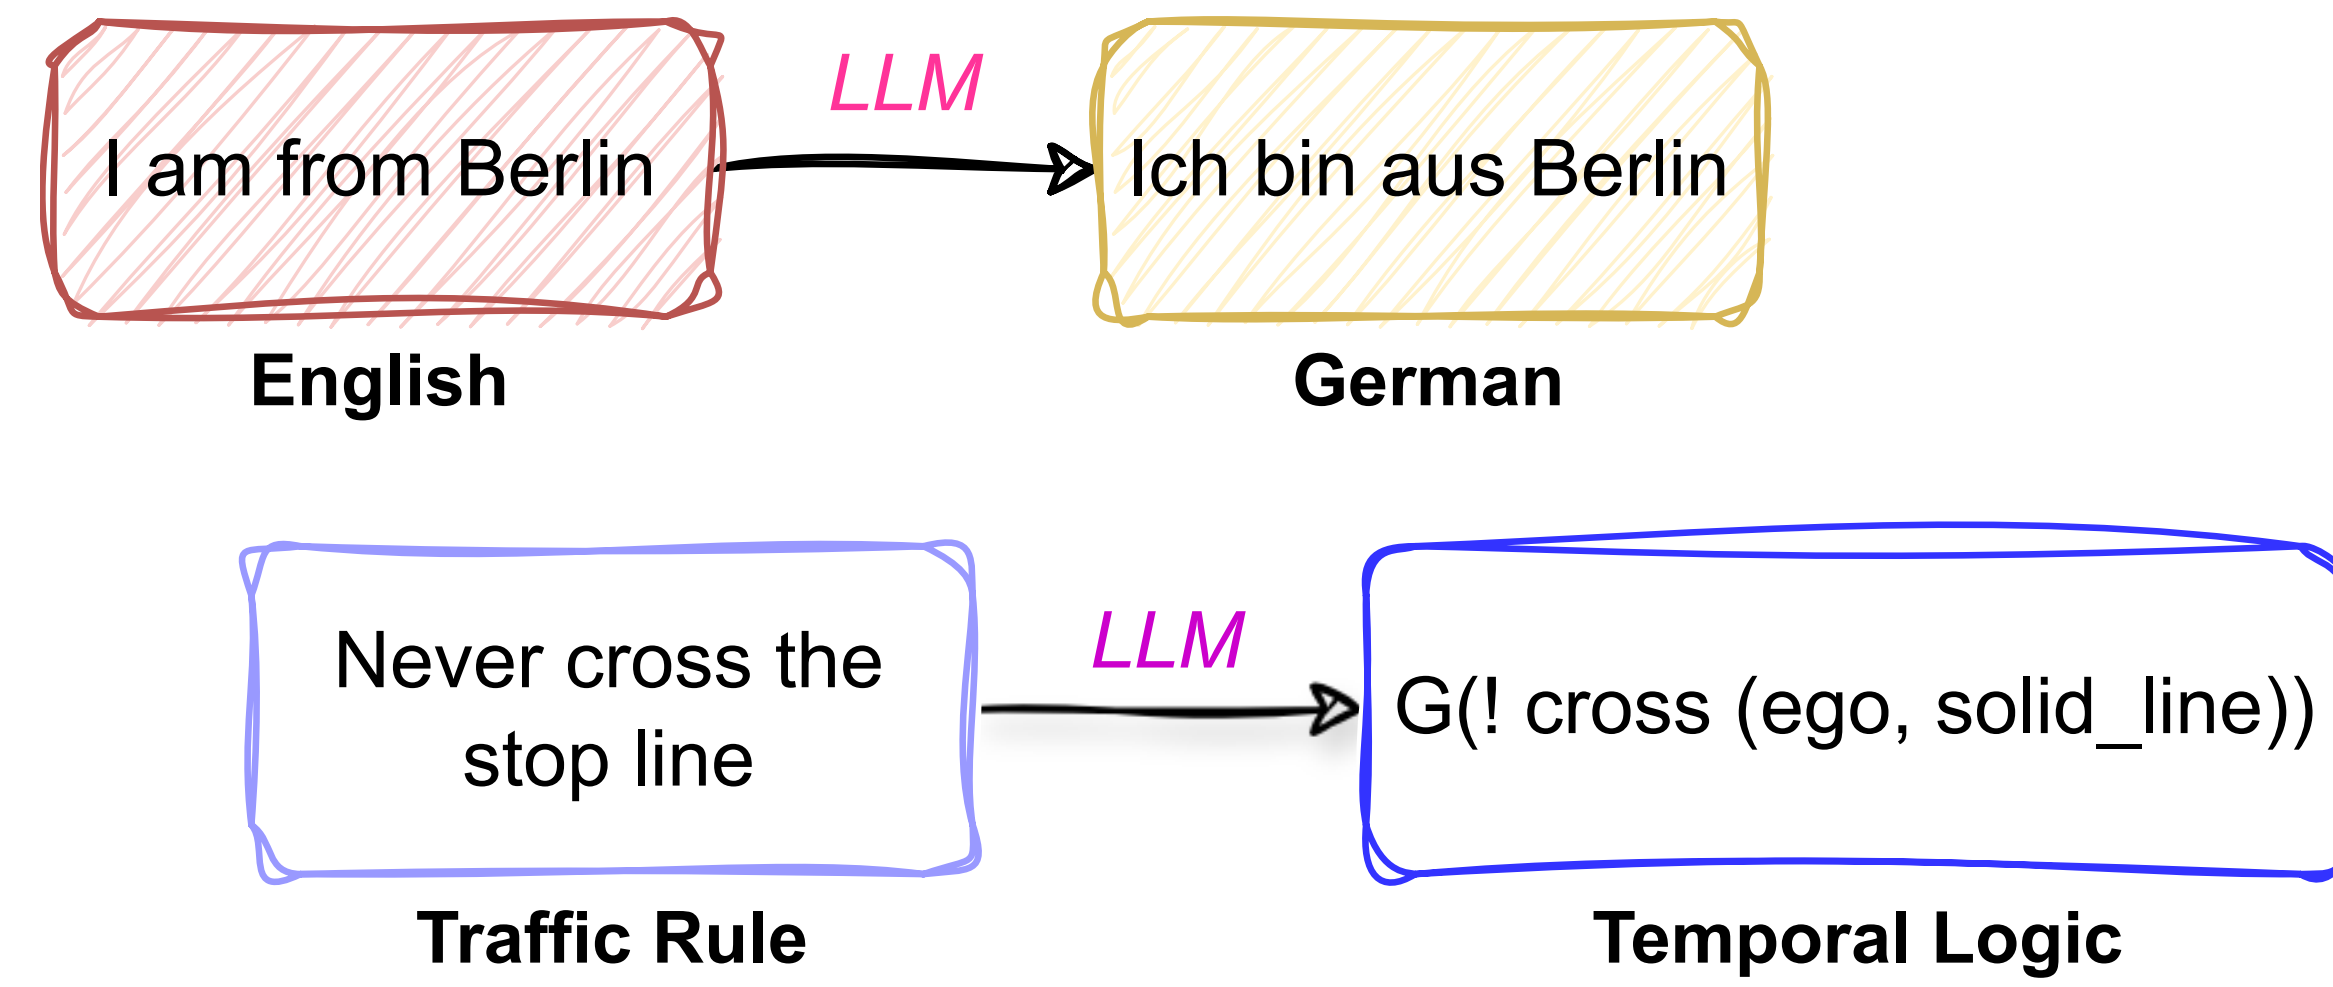 LLM
I am from Berlin
Ich bin aus Berlin
English
German
LLM
Never cross the
stop line
G(! cross (ego, solid_line))
Traffic Rule
Temporal Logic